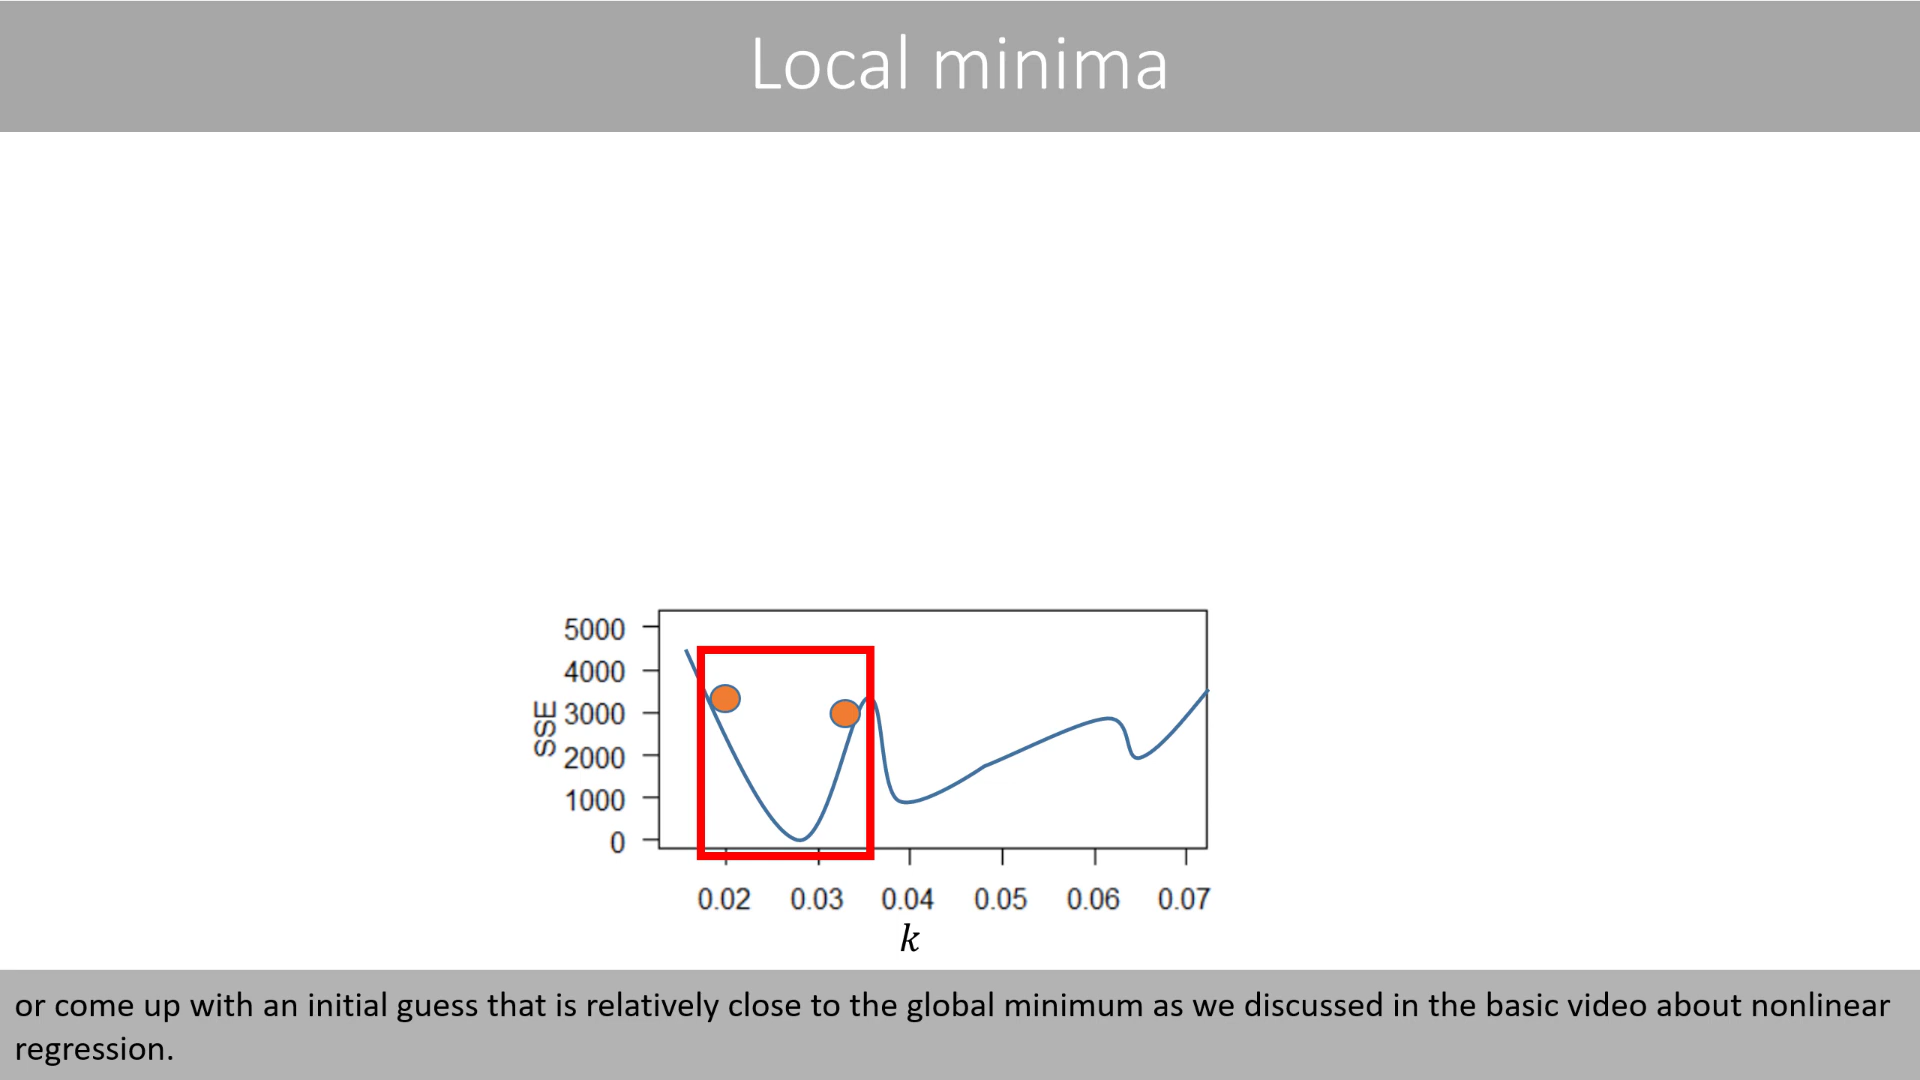 Local minima
5000
4000
3000
2000
1000
0
SSE
0.02 0.03 0.04 0.05 0.06 0.07
k
or come up with an initial guess that is relatively close to the global minimum as we discussed in the basic video about nonlinear
regression.